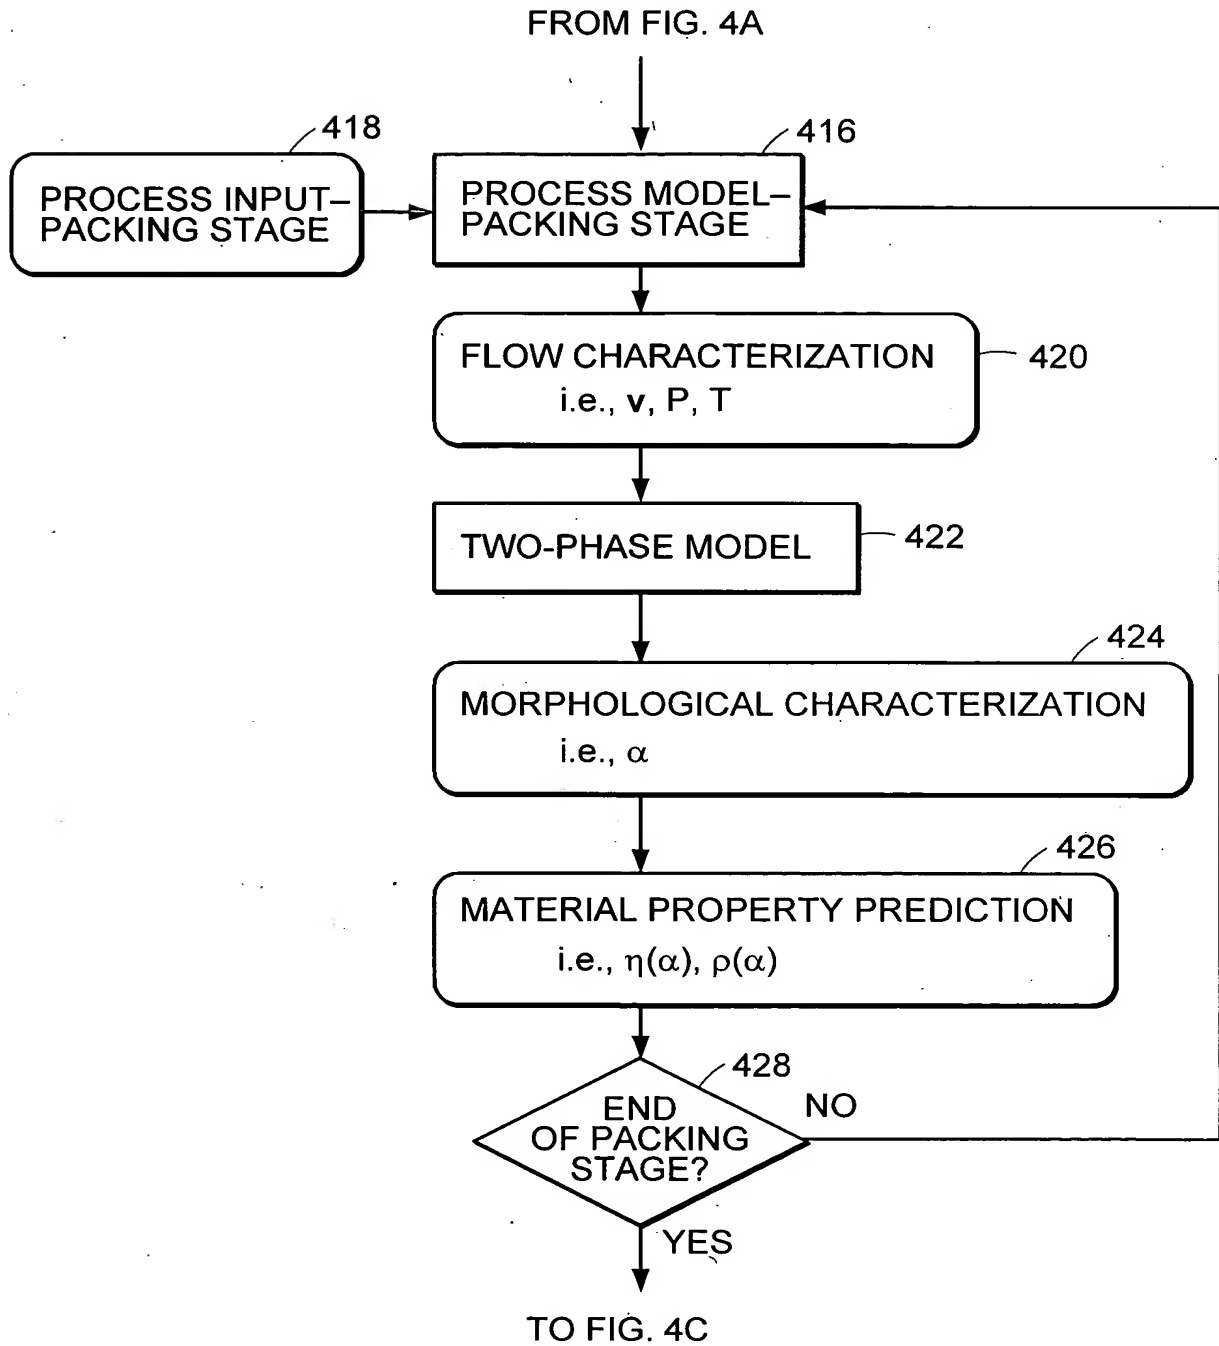 FROM FIG. 4A
418
416
PROCESS INPUT–
PACKING STAGE
PROCESS MODEL–
PACKING STAGE
FLOW CHARACTERIZATION
i.e., v, P, T
420
TWO-PHASE MODEL
422
424
MORPHOLOGICAL CHARACTERIZATION
i.e., α
426
MATERIAL PROPERTY PREDICTION
i.e., η(α), ρ(α)
428
END
OF PACKING
STAGE?
NO
YES
TO FIG. 4C